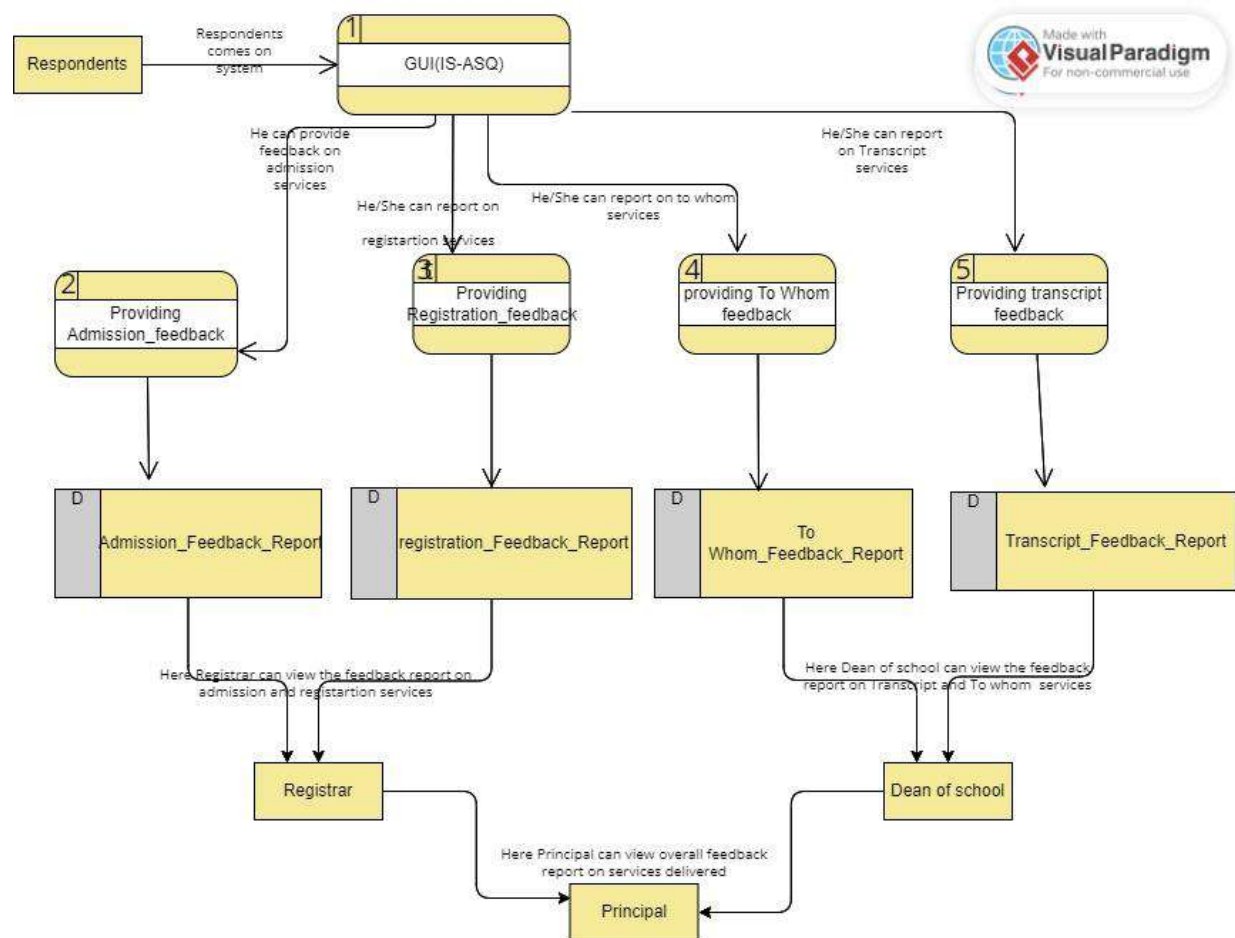 1
Respondents
comes on
system
Respondents
GUI(IS-ASQ)
Made with
VisualParadigm
For non-commercial use
He can provide
feedback on
admission
services
He/She can report on
registartion services
He/She can report on to whom
services
He/She can report
on Transcript
services
2
Providing
Admission_feedback
3
Providing
Registration_feedback
4
providing To Whom
feedback
5
Providing transcript
feedback
D
Admission_Feedback_Report
D
registration_Feedback_Report
D
To
Whom_Feedback_Report
D
Transcript_Feedback_Report
Here Registrar can view the feedback report on
admission and registartion services
Here Dean of school can view the feedback
report on Transcript and To whom services
Registrar
Dean of school
Here Principal can view overall feedback
report on services delivered
Principal